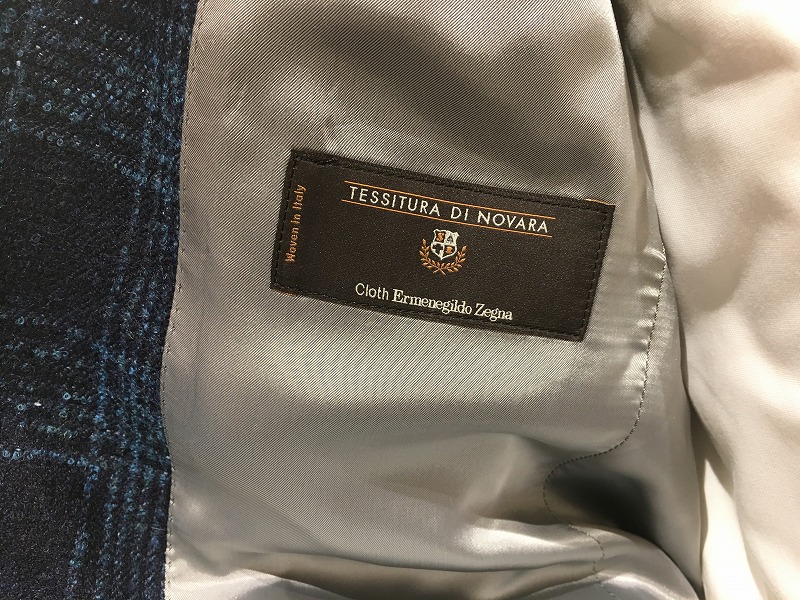 Woven in Italy
TESSITURA DI NOVARA
Cloth Ermenegildo Zegna